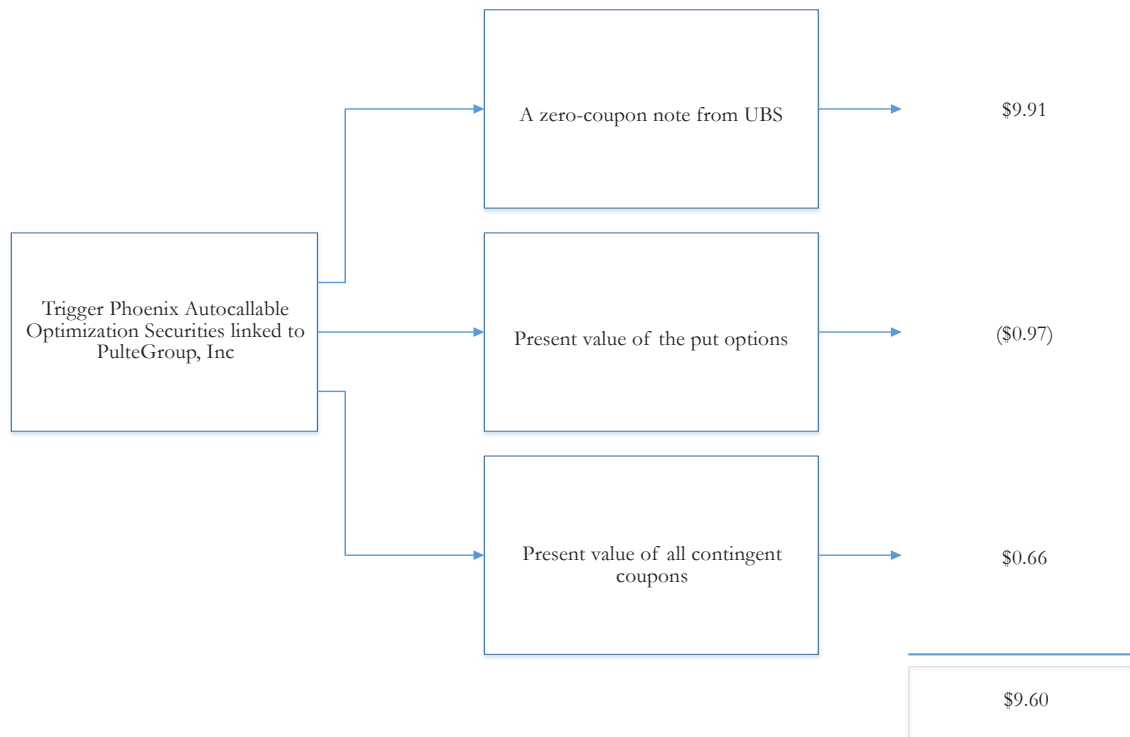 A zero-coupon note from UBS
$9.91
Trigger Phoenix Autocallable
Optimization Securities linked to
PulteGroup, Inc
Present value of the put options
($0.97)
Present value of all contingent
coupons
$0.66
$9.60